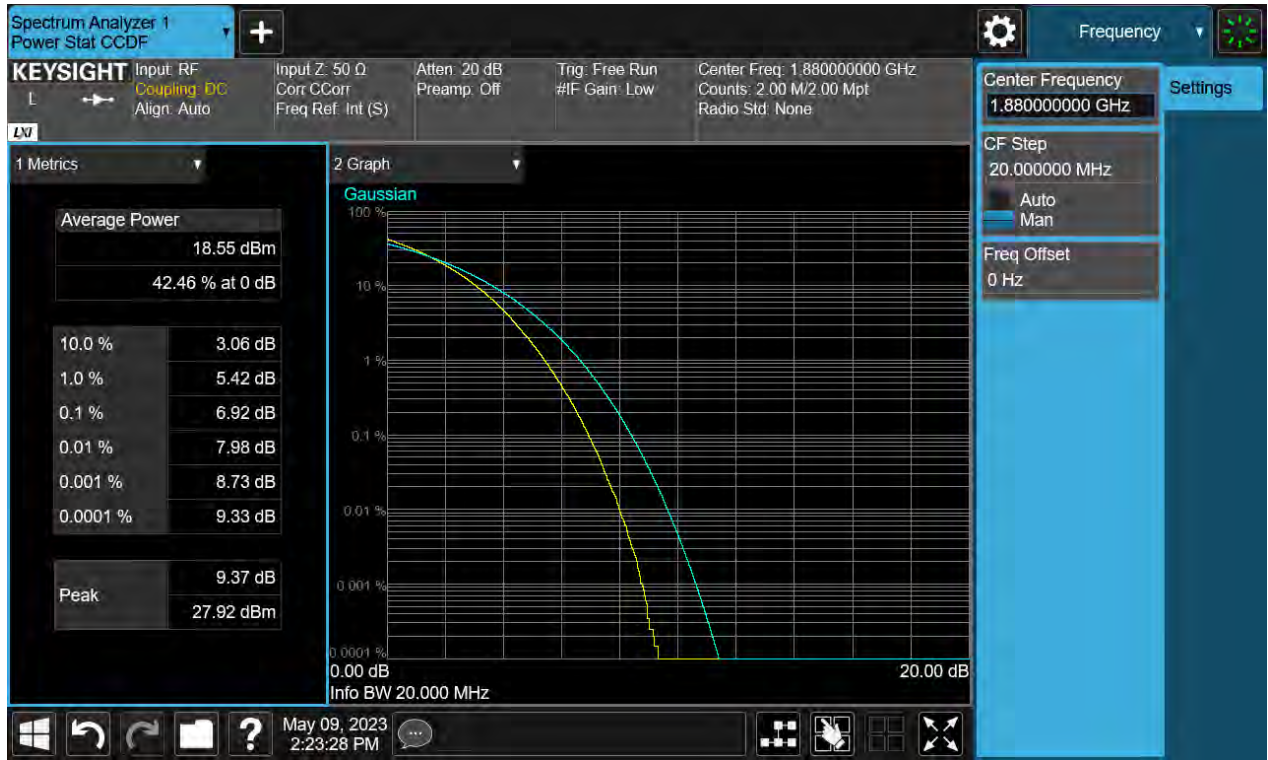 Spectrum Analyzer 1
Power Stat CCDF
+
Frequency
KEYSIGHT
L
LXI
Input: RF
Coupling: DC
Align: Auto
Input Z: 50 Ω
Corr CCorr
Freq Ref: Int (S)
Atten: 20 dB
Preamp: Off
Trig: Free Run
#IF Gain: Low
Center Freq: 1.880000000 GHz
Counts: 2.00 M/2.00 Mpt
Radio Std: None
Center Frequency
1.880000000 GHz
Settings
CF Step
20.000000 MHz
Auto
Man
Freq Offset
0 Hz
1 Metrics
Average Power
18.55 dBm
42.46 % at 0 dB
10.0 % 3.06 dB
1.0 % 5.42 dB
0.1 % 6.92 dB
0.01 % 7.98 dB
0.001 % 8.73 dB
0.0001 % 9.33 dB
Peak
9.37 dB
27.92 dBm
2 Graph
Gaussian
100 %
10 %
1 %
0.1 %
0.01 %
0.001 %
0.0001 %
0.00 dB 20.00 dB
Info BW 20.000 MHz
?
May 09, 2023
2:23:28 PM